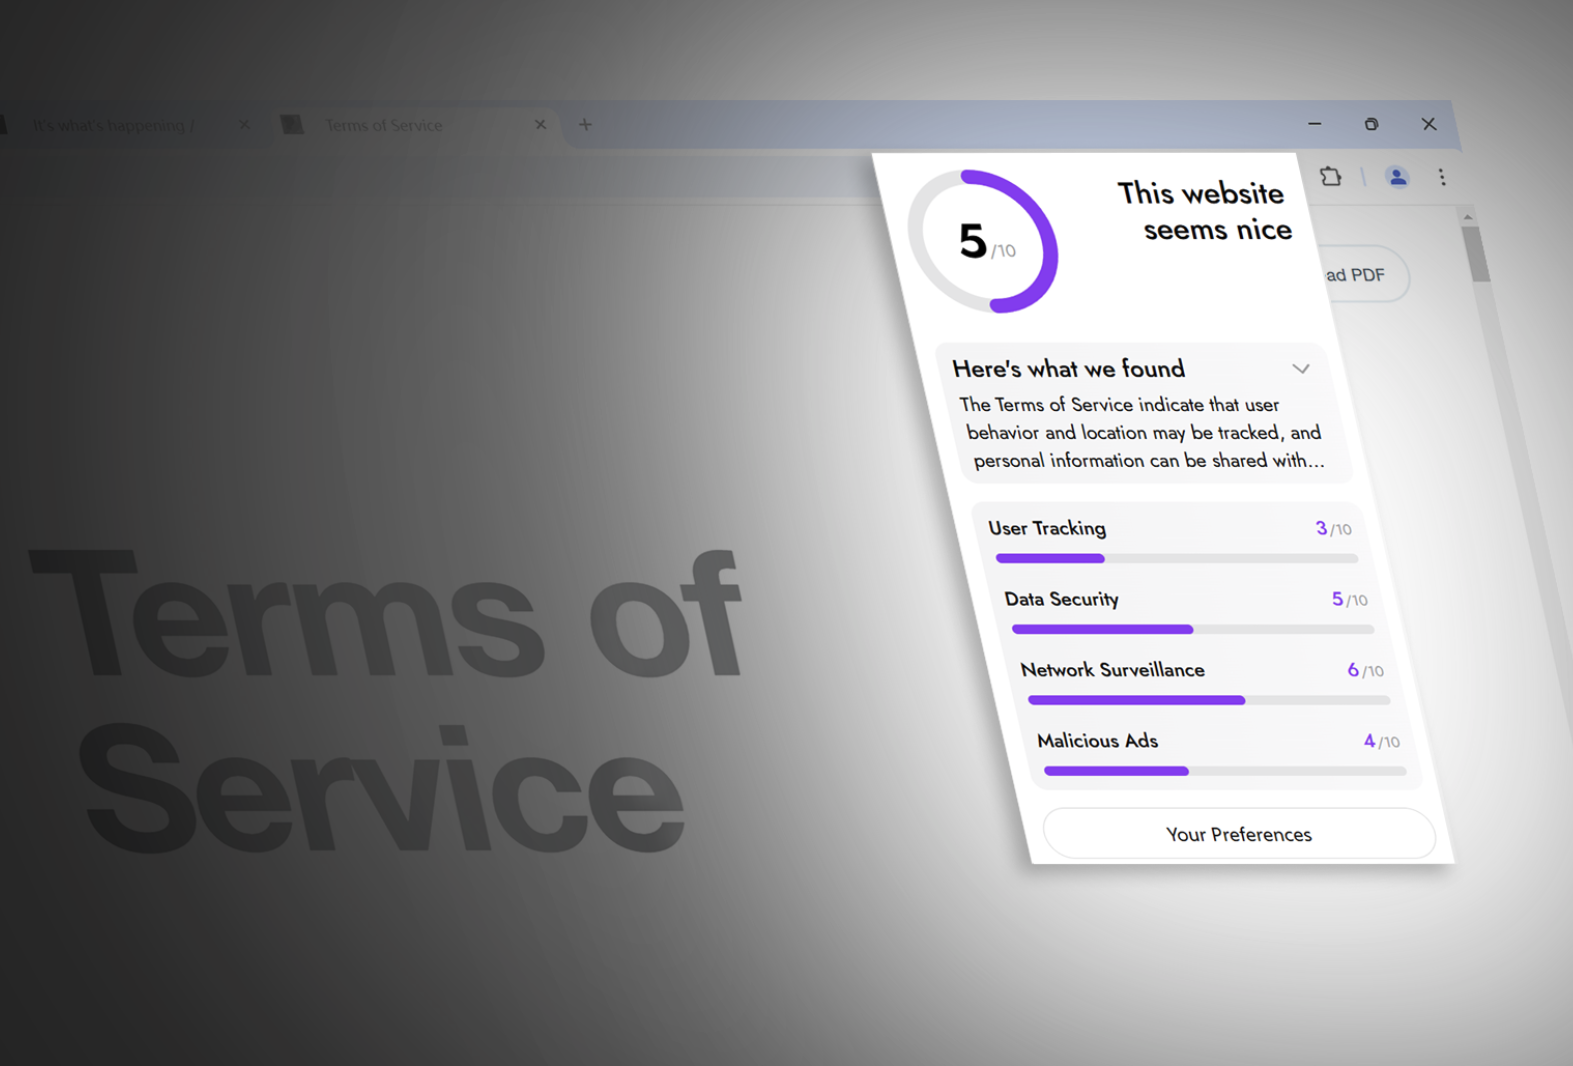 It's what's happening /
Terms of Service
This website
seems nice
5/10
ad PDF
Here's what we found
The Terms of Service indicate that user
behavior and location may be tracked, and
personal information can be shared with...
User Tracking 3/10
Data Security 5/10
Network Surveillance 6/10
Malicious Ads 4/10
Your Preferences
Terms of
Service